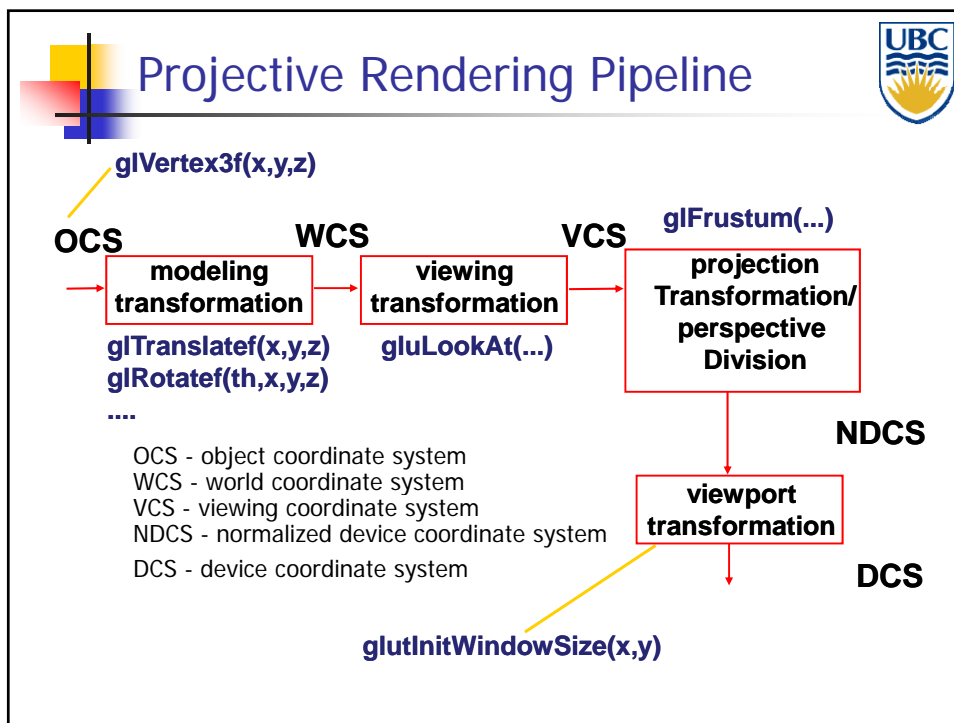 Projective Rendering Pipeline
UBC
glVertex3f(x,y,z)
OCS
WCS
VCS
glFrustum(...)
modeling
transformation
viewing
transformation
projection
Transformation/
perspective
Division
glTranslatef(x,y,z)
glRotatef(th,x,y,z)
....
gluLookAt(...)
NDCS
OCS - object coordinate system
WCS - world coordinate system
VCS - viewing coordinate system
NDCS - normalized device coordinate system
DCS - device coordinate system
viewport
transformation
DCS
glutInitWindowSize(x,y)